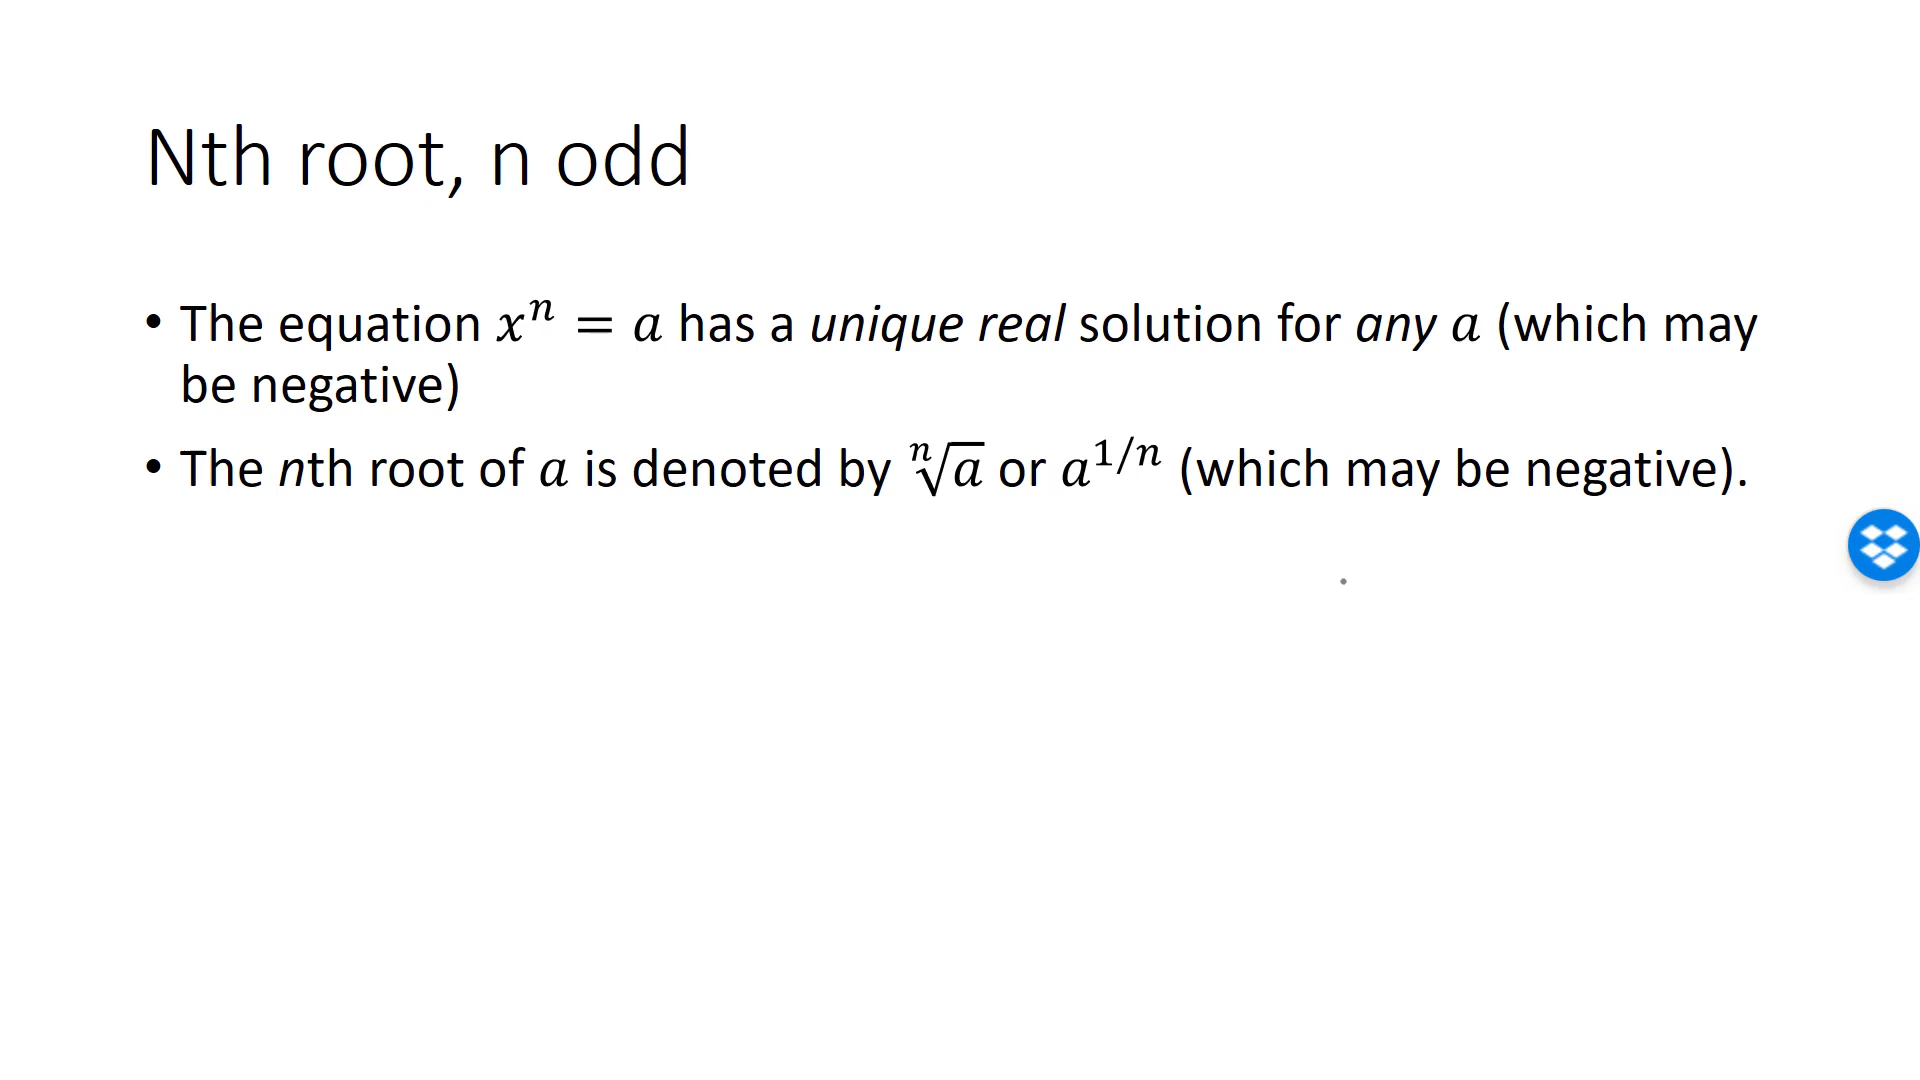 Nth root, n odd
• The equation xⁿ = a has a unique real solution for any a (which may
be negative)
• The nth root of a is denoted by ⁿ√a or a^{1/n} (which may be negative).